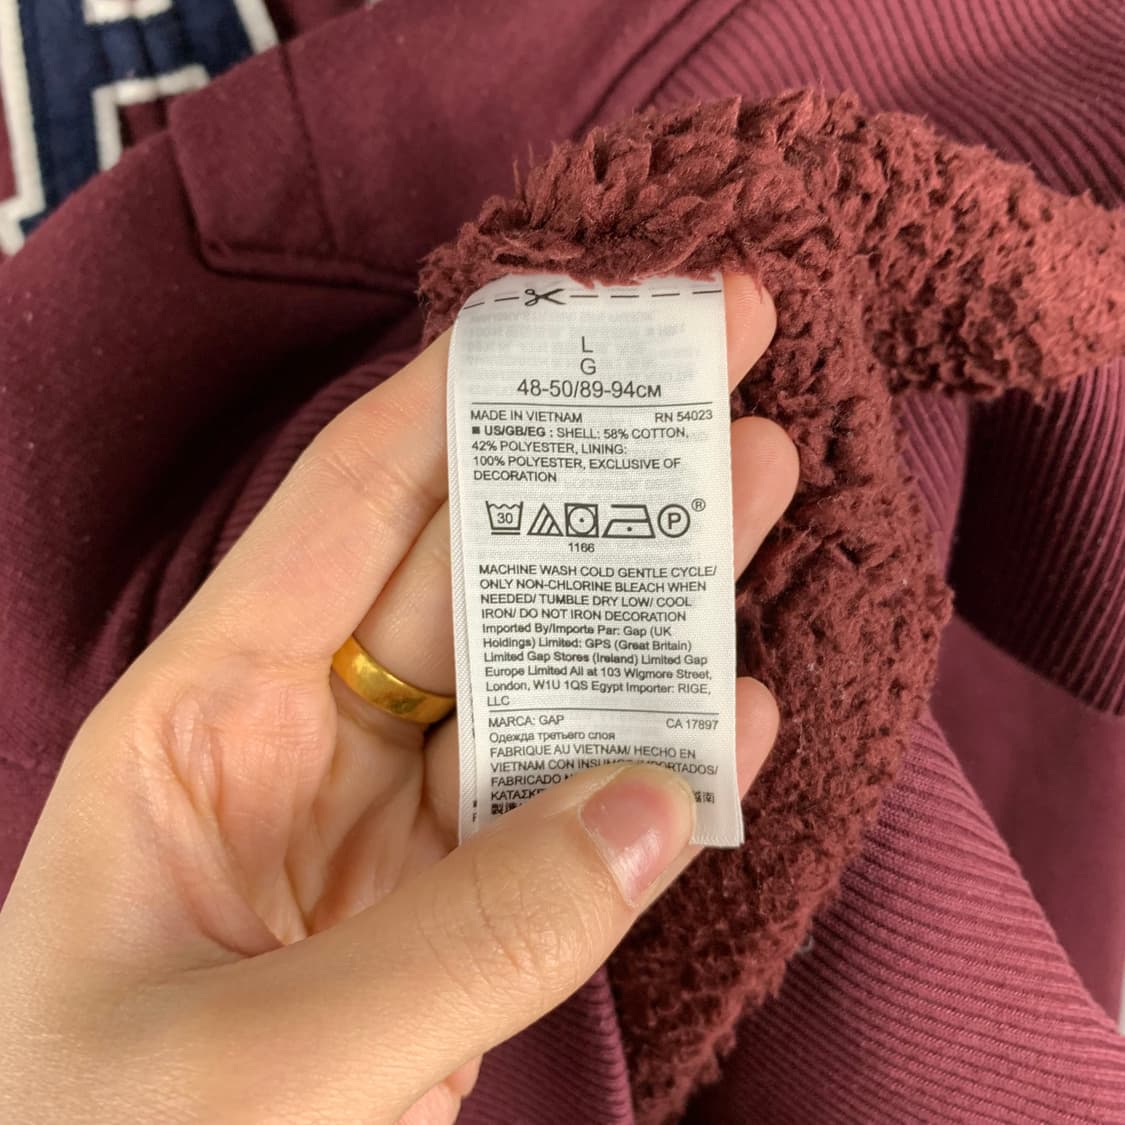 L
G
48-50/89-94CM
MADE IN VIETNAM RN 54023
■ US/GB/EG : SHELL: 58% COTTON,
42% POLYESTER, LINING:
100% POLYESTER, EXCLUSIVE OF
DECORATION
30 P ®
1166
MACHINE WASH COLD GENTLE CYCLE/
ONLY NON-CHLORINE BLEACH WHEN
NEEDED/ TUMBLE DRY LOW/ COOL
IRON/ DO NOT IRON DECORATION
Imported By/Importe Par: Gap (UK
Holdings) Limited: GPS (Great Britain)
Limited Gap Stores (Ireland) Limited Gap
Europe Limited All at 103 Wigmore Street,
London, W1U 1QS Egypt Importer: RIGE,
LLC
MARCA: GAP CA 17897
Одежда третьего слоя
FABRIQUE AU VIETNAM/ HECHO EN
VIETNAM CON
FABRICADO